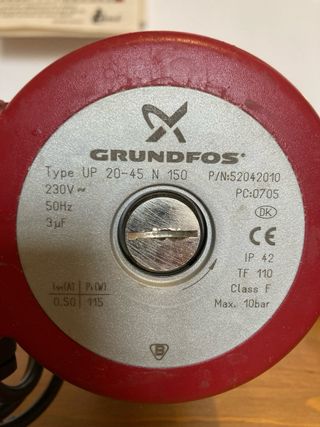 GRUNDFOS
Type UP 20-45 N 150 P/N:52042010
230V~ PC:0705
50Hz
3µF
DK
CE
IP 42
TF 110
Class F
Max. 10bar
I₁/₁(A) P₁(W)
0.50 115
B